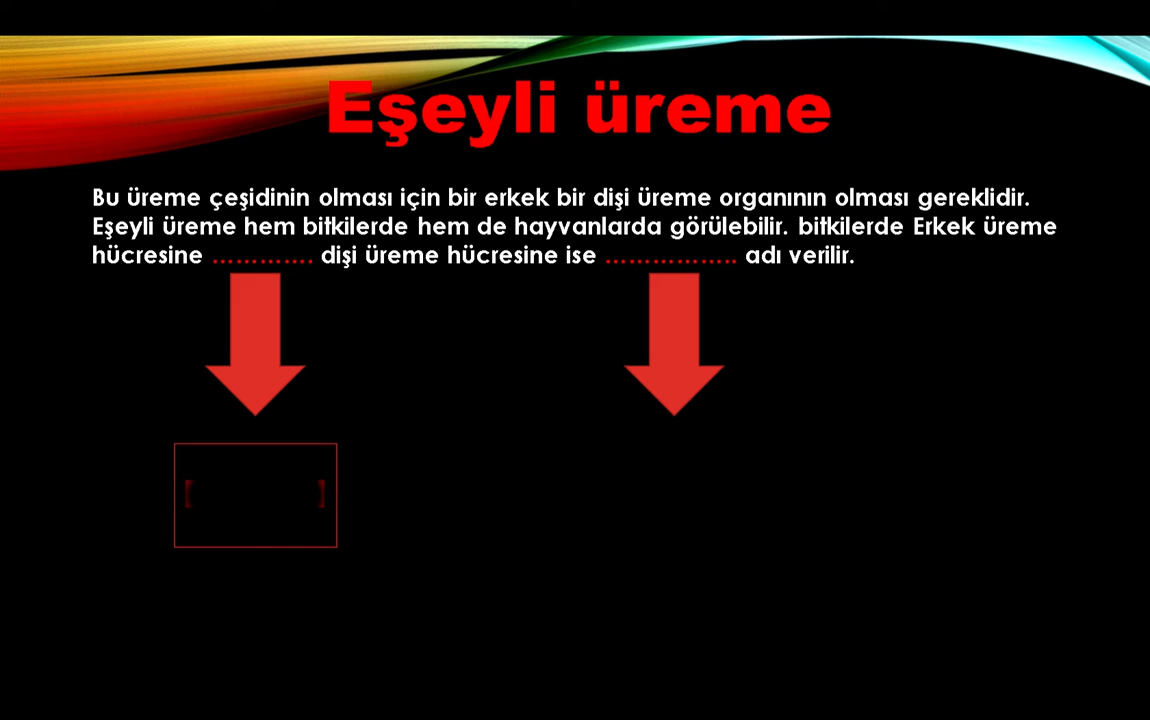 Eşeyli üreme
Bu üreme çeşidinin olması için bir erkek bir dişi üreme organının olması gereklidir.
Eşeyli üreme hem bitkilerde hem de hayvanlarda görülebilir. bitkilerde Erkek üreme
hücresine …………. dişi üreme hücresine ise …………….. adı verilir.